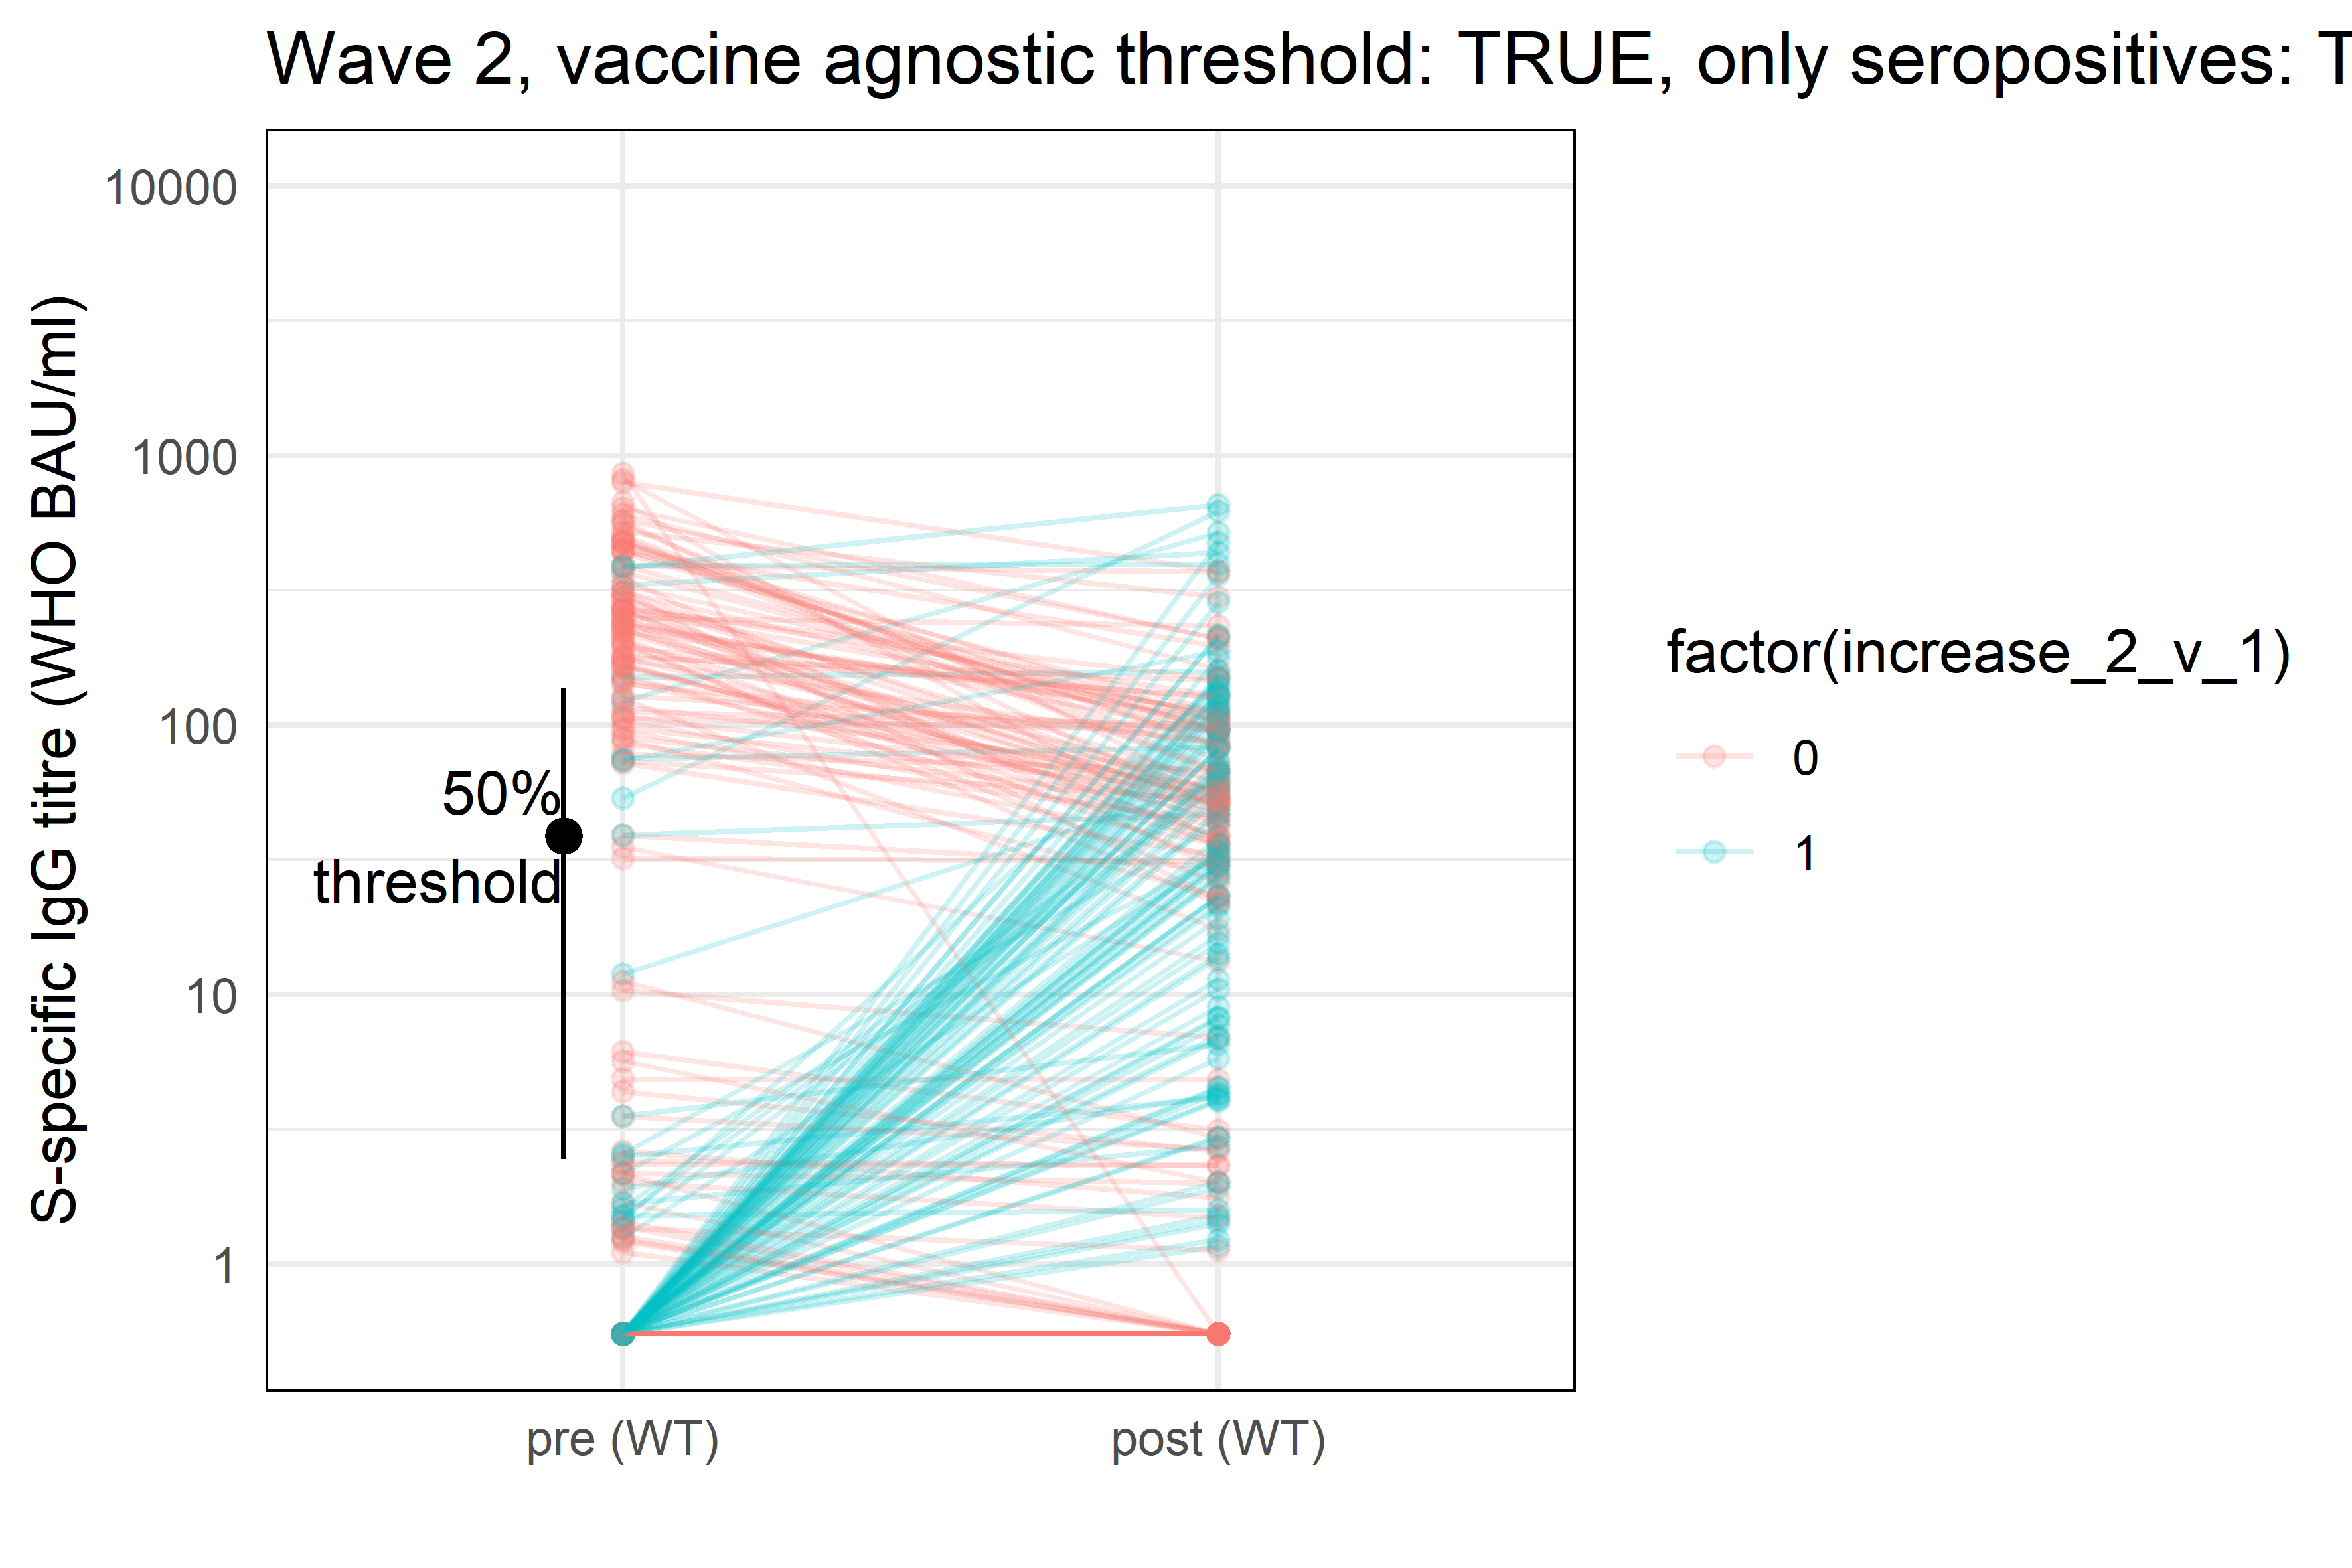 Wave 2, vaccine agnostic threshold: TRUE, only seropositives: T
S-specific IgG titre (WHO BAU/ml)
10000
1000
100
10
1
50%
threshold
pre (WT)
post (WT)
factor(increase_2_v_1)
0
1